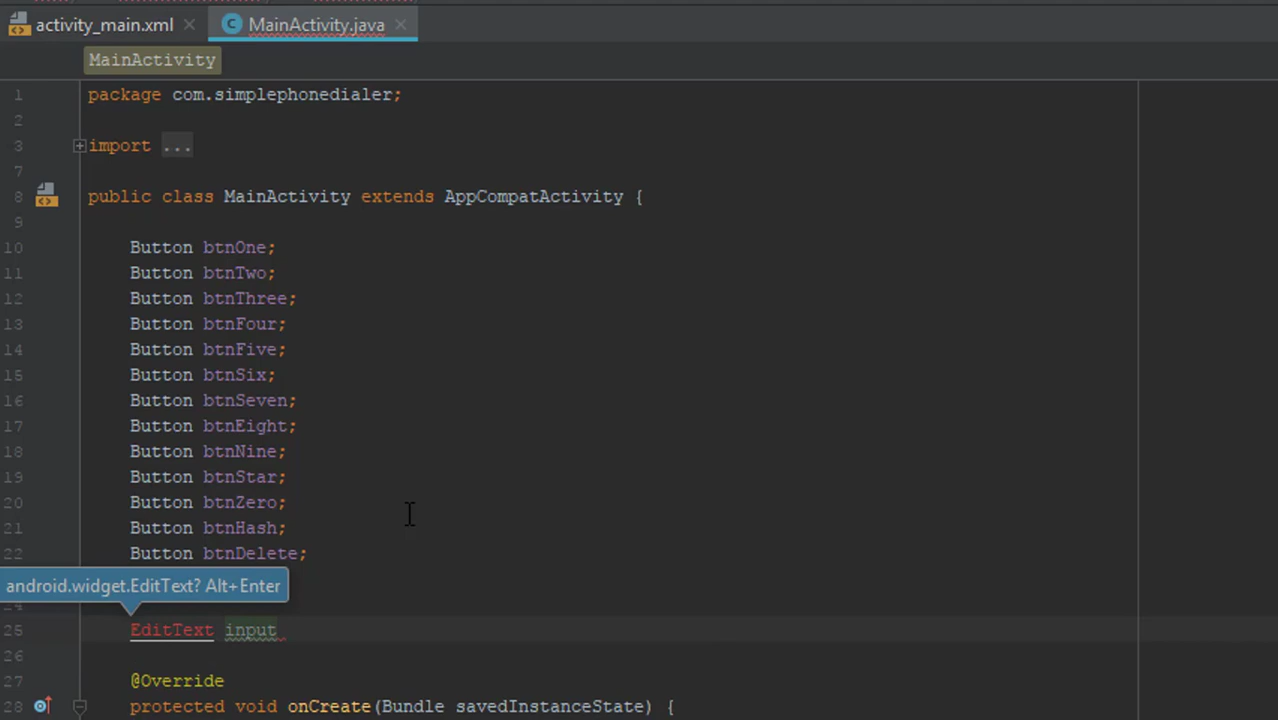 activity_main.xml
MainActivity.java
MainActivity
1 package com.simplephonedialer;
2
3 import ...
7
8 public class MainActivity extends AppCompatActivity {
9
10 Button btnOne;
11 Button btnTwo;
12 Button btnThree;
13 Button btnFour;
14 Button btnFive;
15 Button btnSix;
16 Button btnSeven;
17 Button btnEight;
18 Button btnNine;
19 Button btnStar;
20 Button btnZero;
21 Button btnHash;
22 Button btnDelete;
android.widget.EditText? Alt+Enter
25 EditText input
26
27 @Override
28 protected void onCreate(Bundle savedInstanceState) {